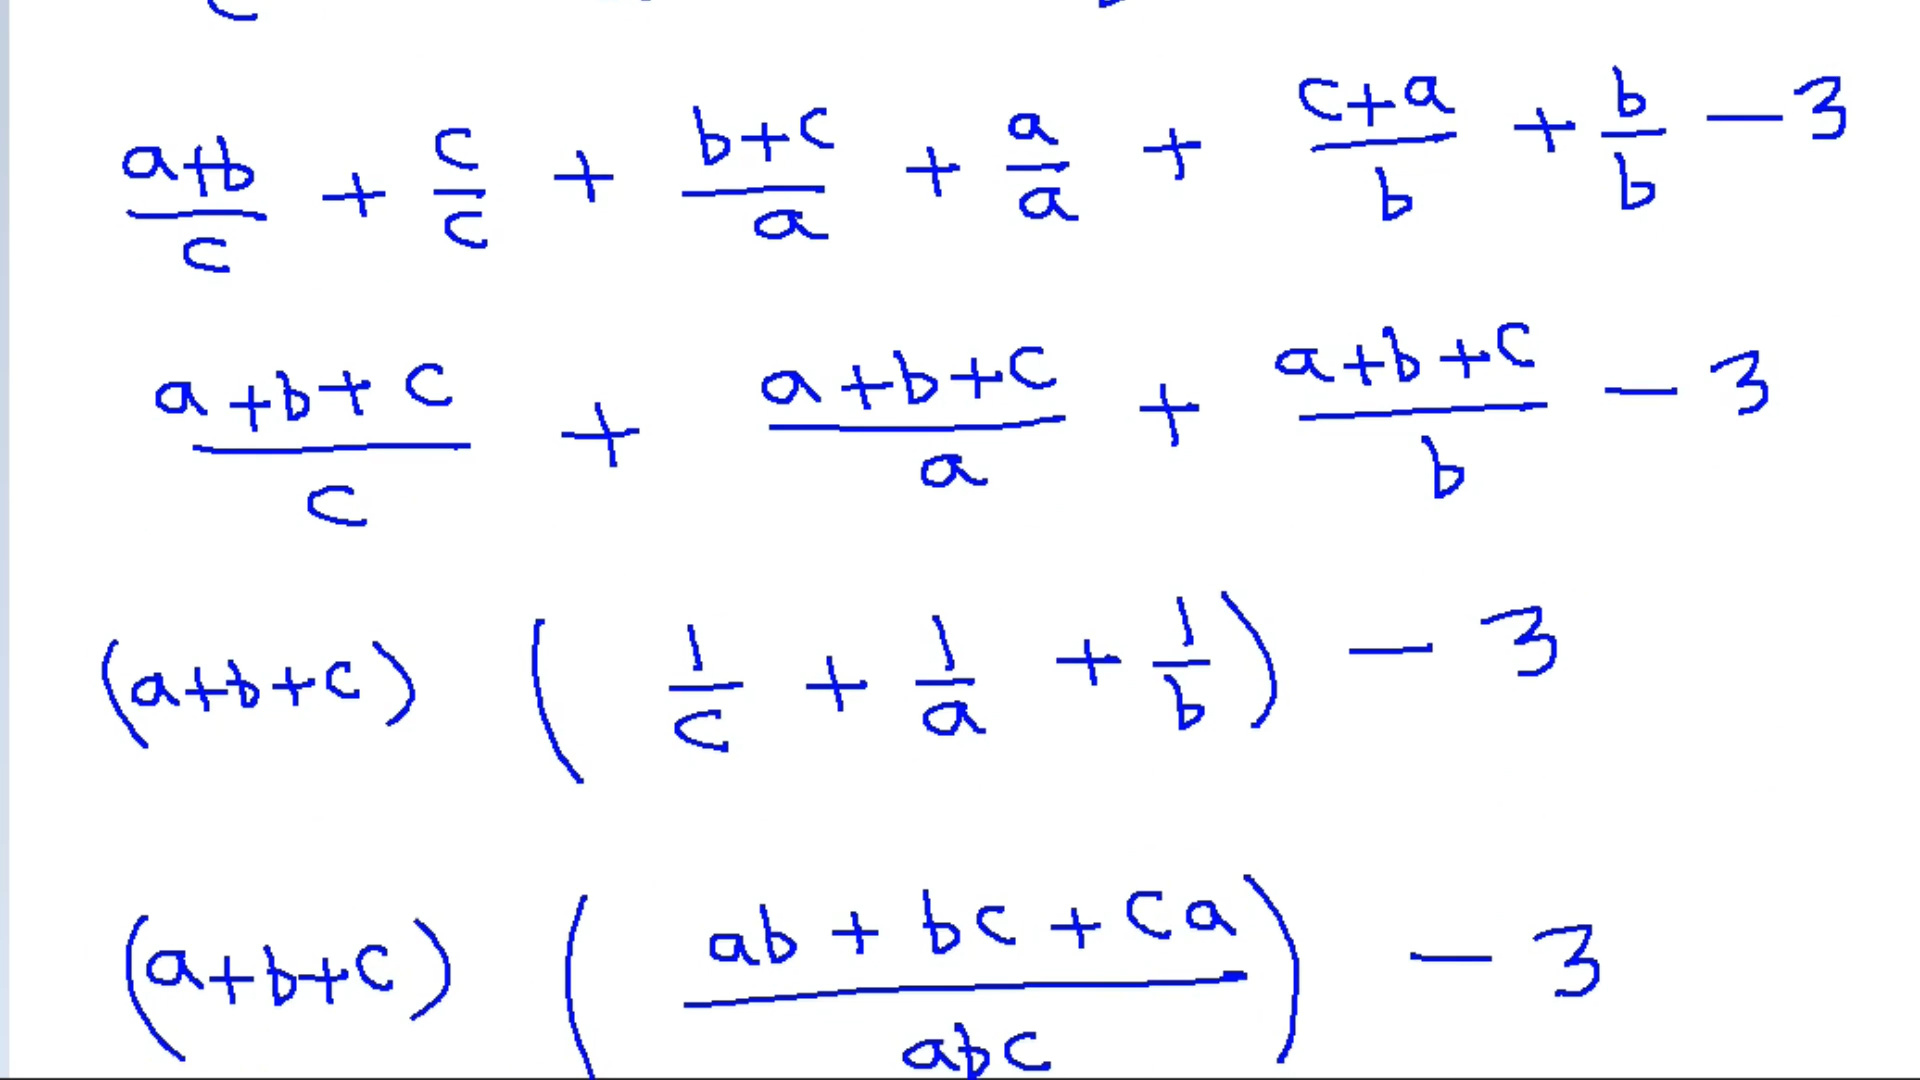 (a+b)/c + c/c + (b+c)/a + a/a + (c+a)/b + b/b − 3
(a+b+c)/c + (a+b+c)/a + (a+b+c)/b − 3
(a+b+c) (1/c + 1/a + 1/b) − 3
(a+b+c) ((ab + bc + ca)/abc) − 3